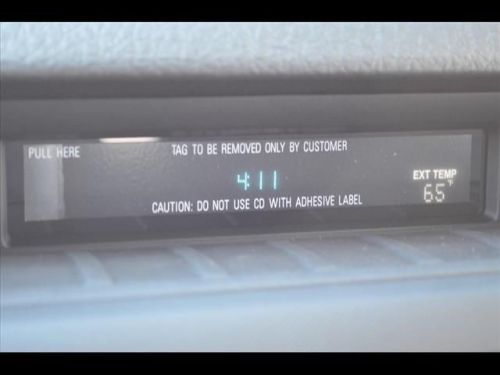 PULL HERE
TAG TO BE REMOVED ONLY BY CUSTOMER
4:11
EXT TEMP
65°F
CAUTION: DO NOT USE CD WITH ADHESIVE LABEL